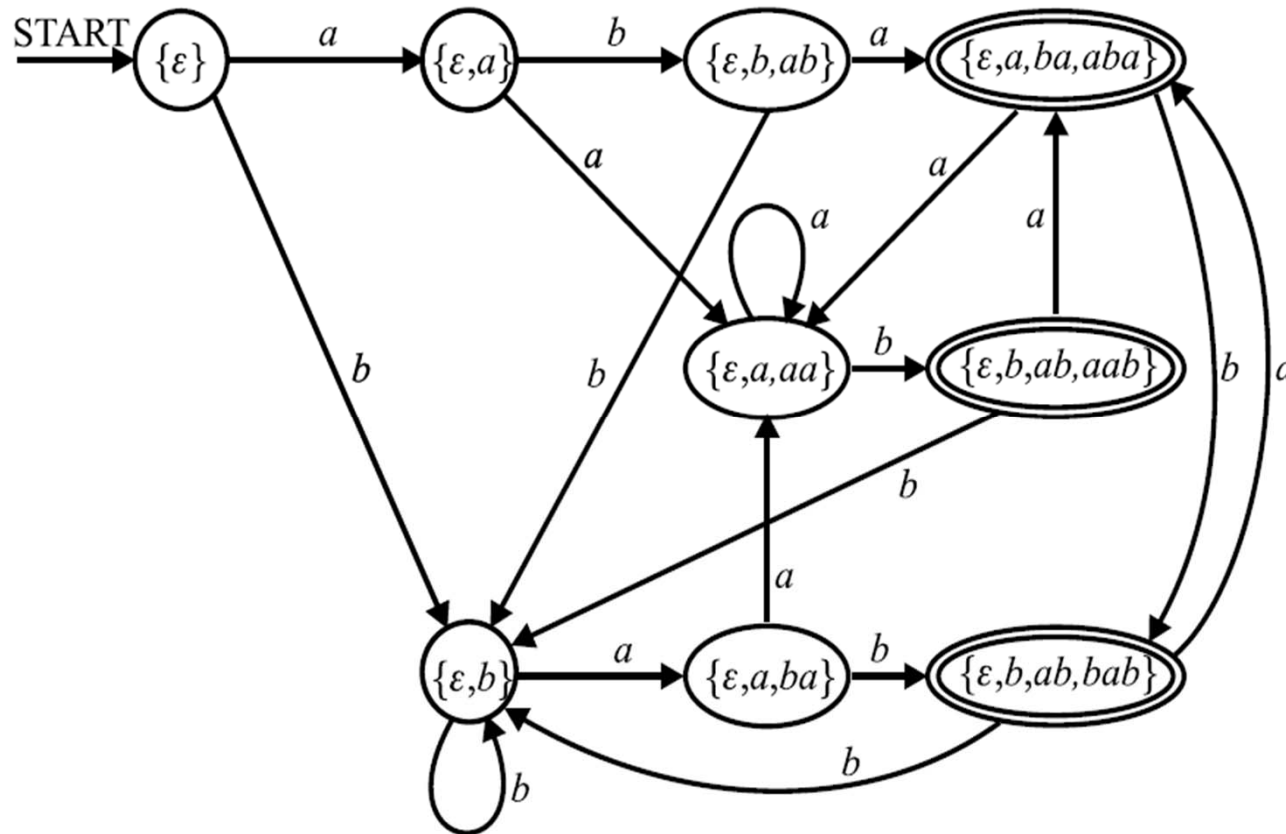 START
a
b
a
{ε}
{ε,a}
{ε,b,ab}
{ε,a,ba,aba}
a
a
a
a
b
b
b
a
{ε,a,aa}
b
{ε,b,ab,aab}
b
a
{ε,b}
a
{ε,a,ba}
b
{ε,b,ab,bab}
b
b